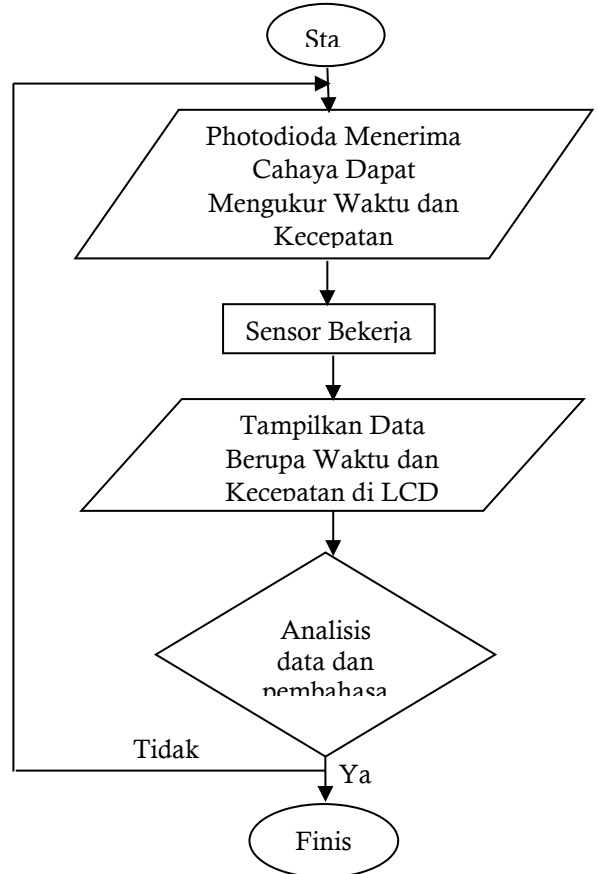 Sta
Photodioda Menerima
Cahaya Dapat
Mengukur Waktu dan
Kecepatan
Sensor Bekerja
Tampilkan Data
Berupa Waktu dan
Kecepatan di LCD
Analisis
data dan
pembahasa
Tidak
Ya
Finis